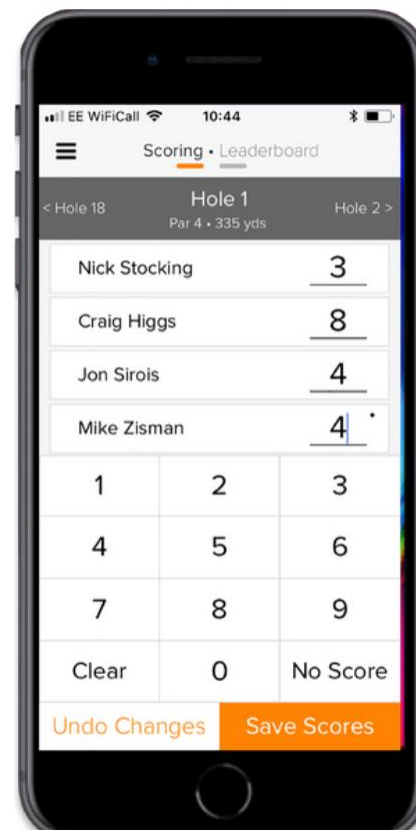 EE WiFiCall 10:44
Scoring • Leaderboard
< Hole 18 Hole 1 Hole 2 >
Par 4 • 335 yds
Nick Stocking 3
Craig Higgs 8
Jon Sirois 4
Mike Zisman 4 •
1 2 3
4 5 6
7 8 9
Clear 0 No Score
Undo Changes Save Scores